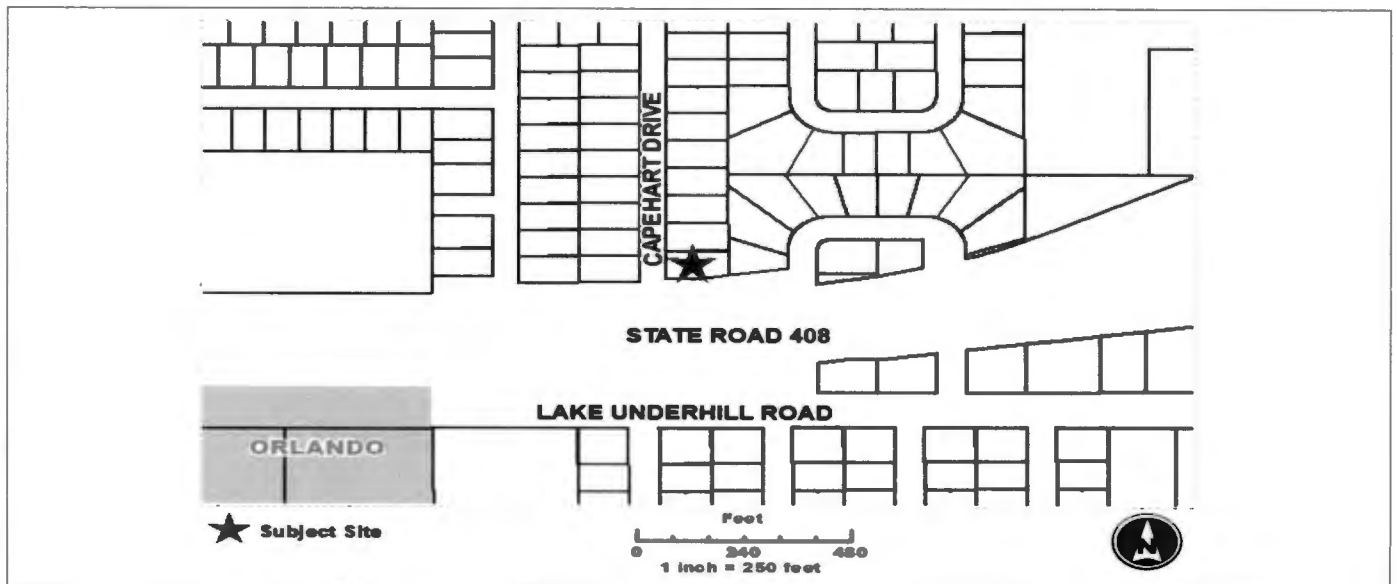 CAPEHART DRIVE
STATE ROAD 408
LAKE UNDERHILL ROAD
ORLANDO
Subject Site
Feet
0 240 480
1 inch = 250 feet
N